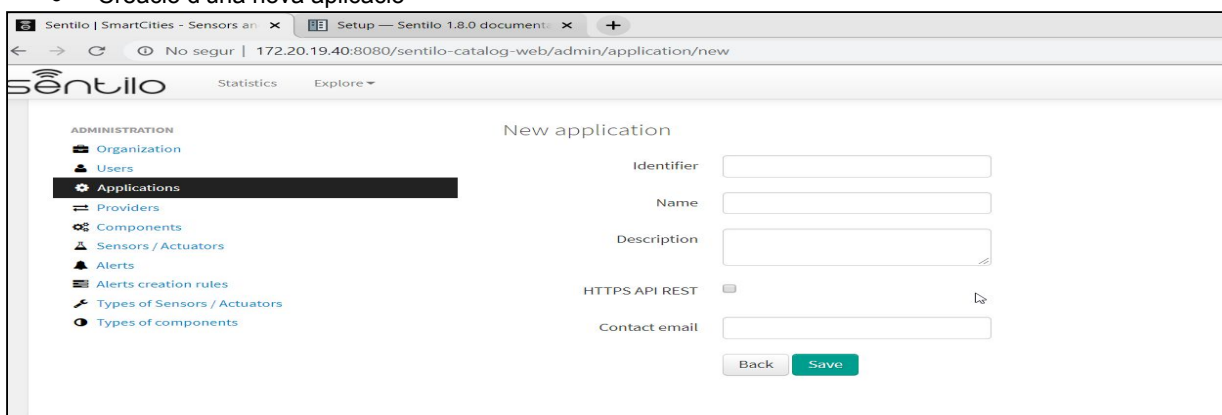 Creació d'una nova aplicació
Sentilo | SmartCities - Sensors an
Setup — Sentilo 1.8.0 documenta
No segur | 172.20.19.40:8080/sentilo-catalog-web/admin/application/new
sentilo
Statistics
Explore
ADMINISTRATION
Organization
Users
Applications
Providers
Components
Sensors / Actuators
Alerts
Alerts creation rules
Types of Sensors / Actuators
Types of components
New application
Identifier
Name
Description
HTTPS API REST
Contact email
Back
Save